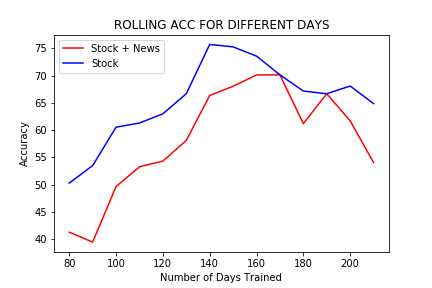 ROLLING ACC FOR DIFFERENT DAYS
Stock + News
Stock
75
70
65
60
55
50
45
40
Accuracy
80 100 120 140 160 180 200
Number of Days Trained